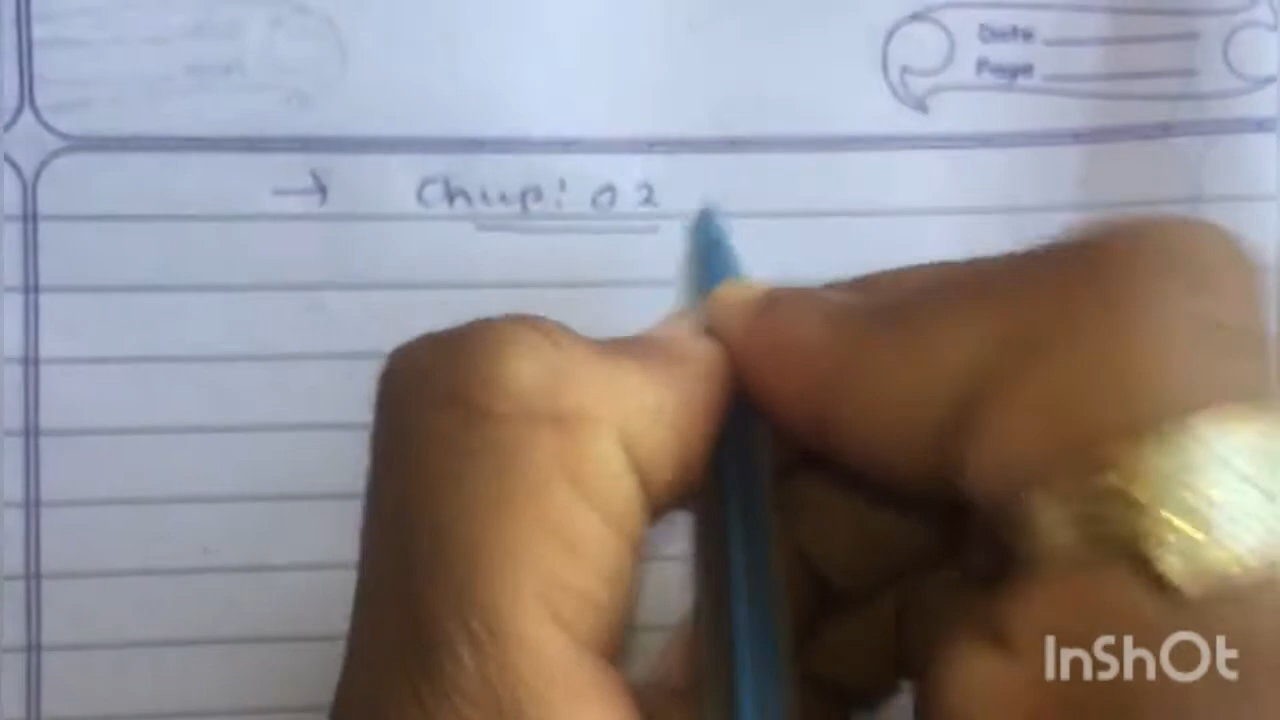 Date
Page
→ Chap: 02
InShOt